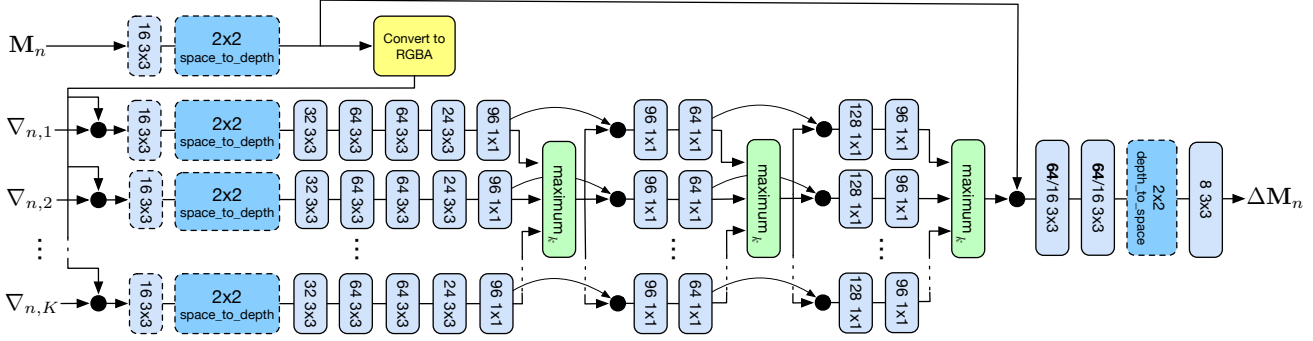 M_n
16 3x3
2x2
space_to_depth
Convert to
RGBA
∇_{n,1}
16 3x3
2x2
space_to_depth
32 3x3
64 3x3
64 3x3
24 3x3
96 1x1
96 1x1
64 1x1
128 1x1
96 1x1
maximum_k
maximum_k
maximum_k
∇_{n,2}
16 3x3
2x2
space_to_depth
32 3x3
64 3x3
64 3x3
24 3x3
96 1x1
96 1x1
64 1x1
128 1x1
96 1x1
64/16 3x3
64/16 3x3
2x2
depth_to_space
8 3x3
ΔM_n
⋮
⋮
⋮
⋮
∇_{n,K}
16 3x3
2x2
space_to_depth
32 3x3
64 3x3
64 3x3
24 3x3
96 1x1
96 1x1
64 1x1
128 1x1
96 1x1